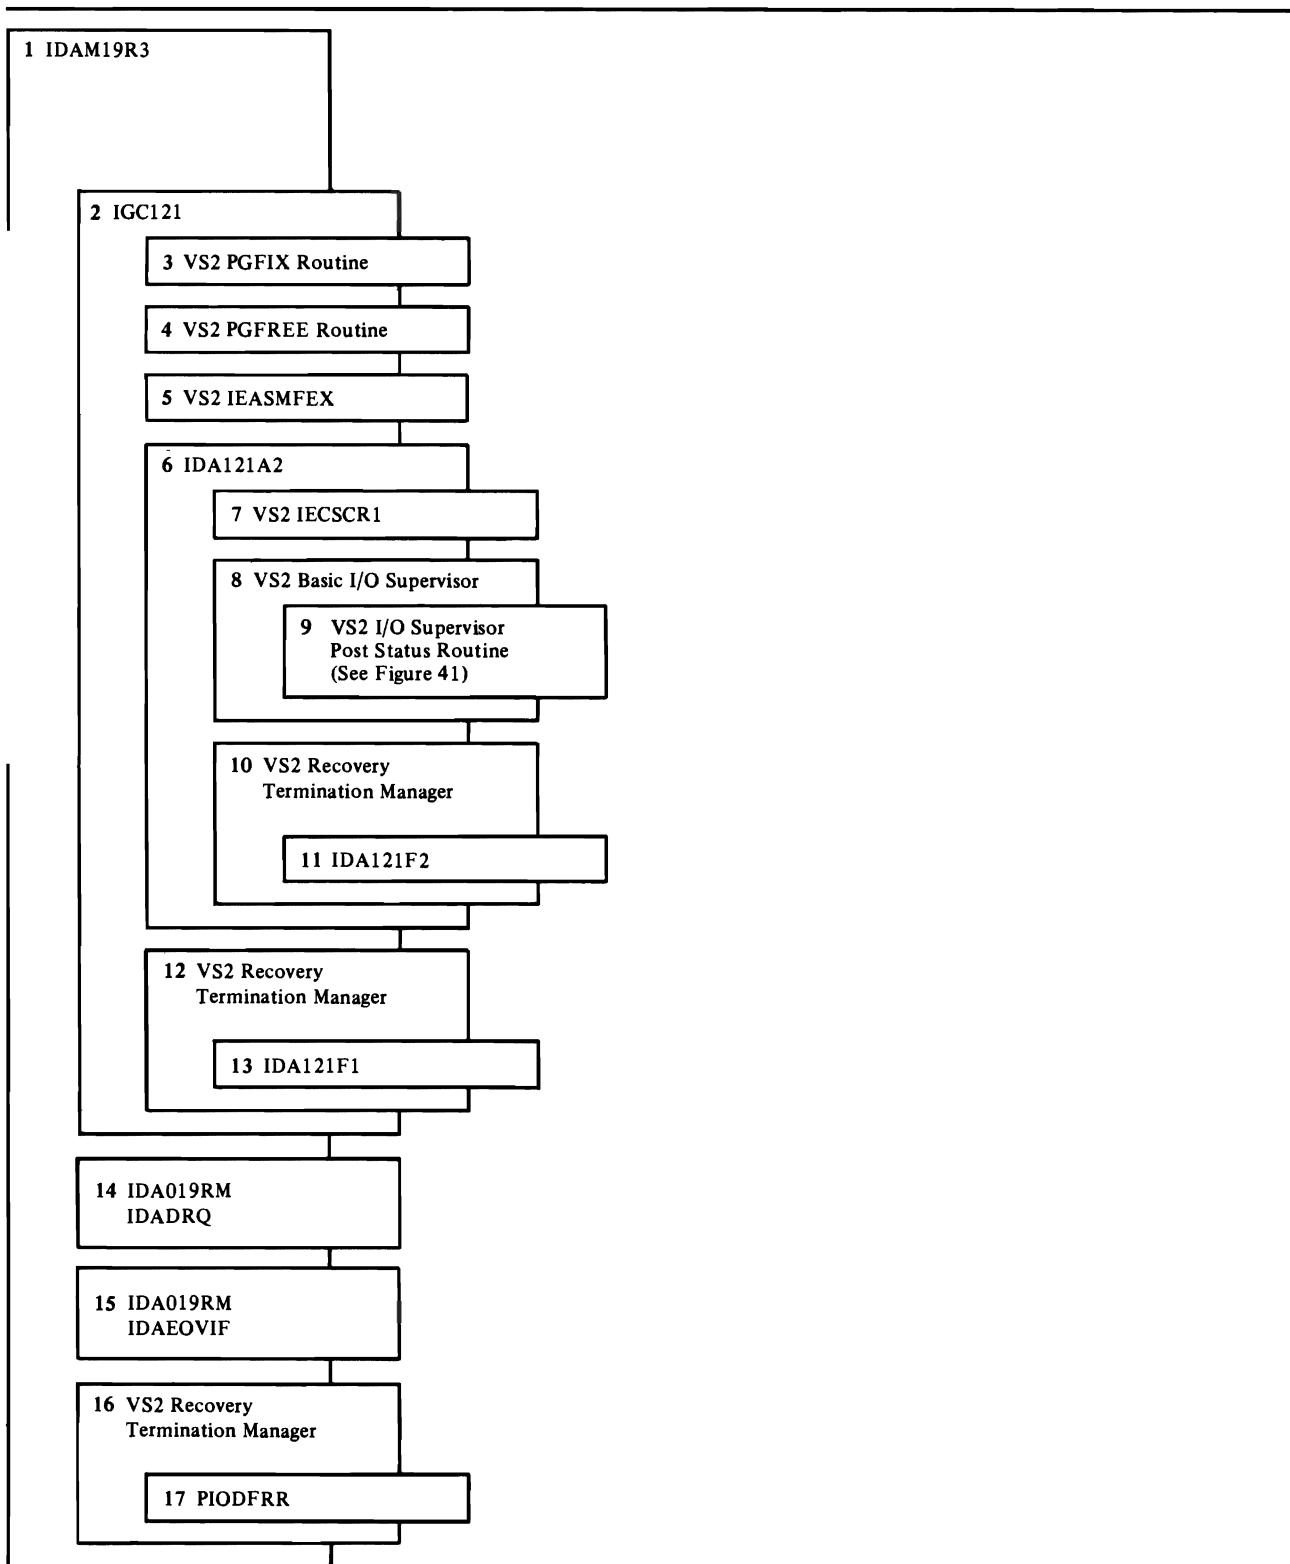 1 IDAM19R3
2 IGC121
3 VS2 PGFIX Routine
4 VS2 PGFREE Routine
5 VS2 IEASMFEX
6 IDA121A2
7 VS2 IECSCR1
8 VS2 Basic I/O Supervisor
9 VS2 I/O Supervisor
Post Status Routine
(See Figure 41)
10 VS2 Recovery
Termination Manager
11 IDA121F2
12 VS2 Recovery
Termination Manager
13 IDA121F1
14 IDA019RM
IDADRQ
15 IDA019RM
IDAEOVIF
16 VS2 Recovery
Termination Manager
17 PIODFRR